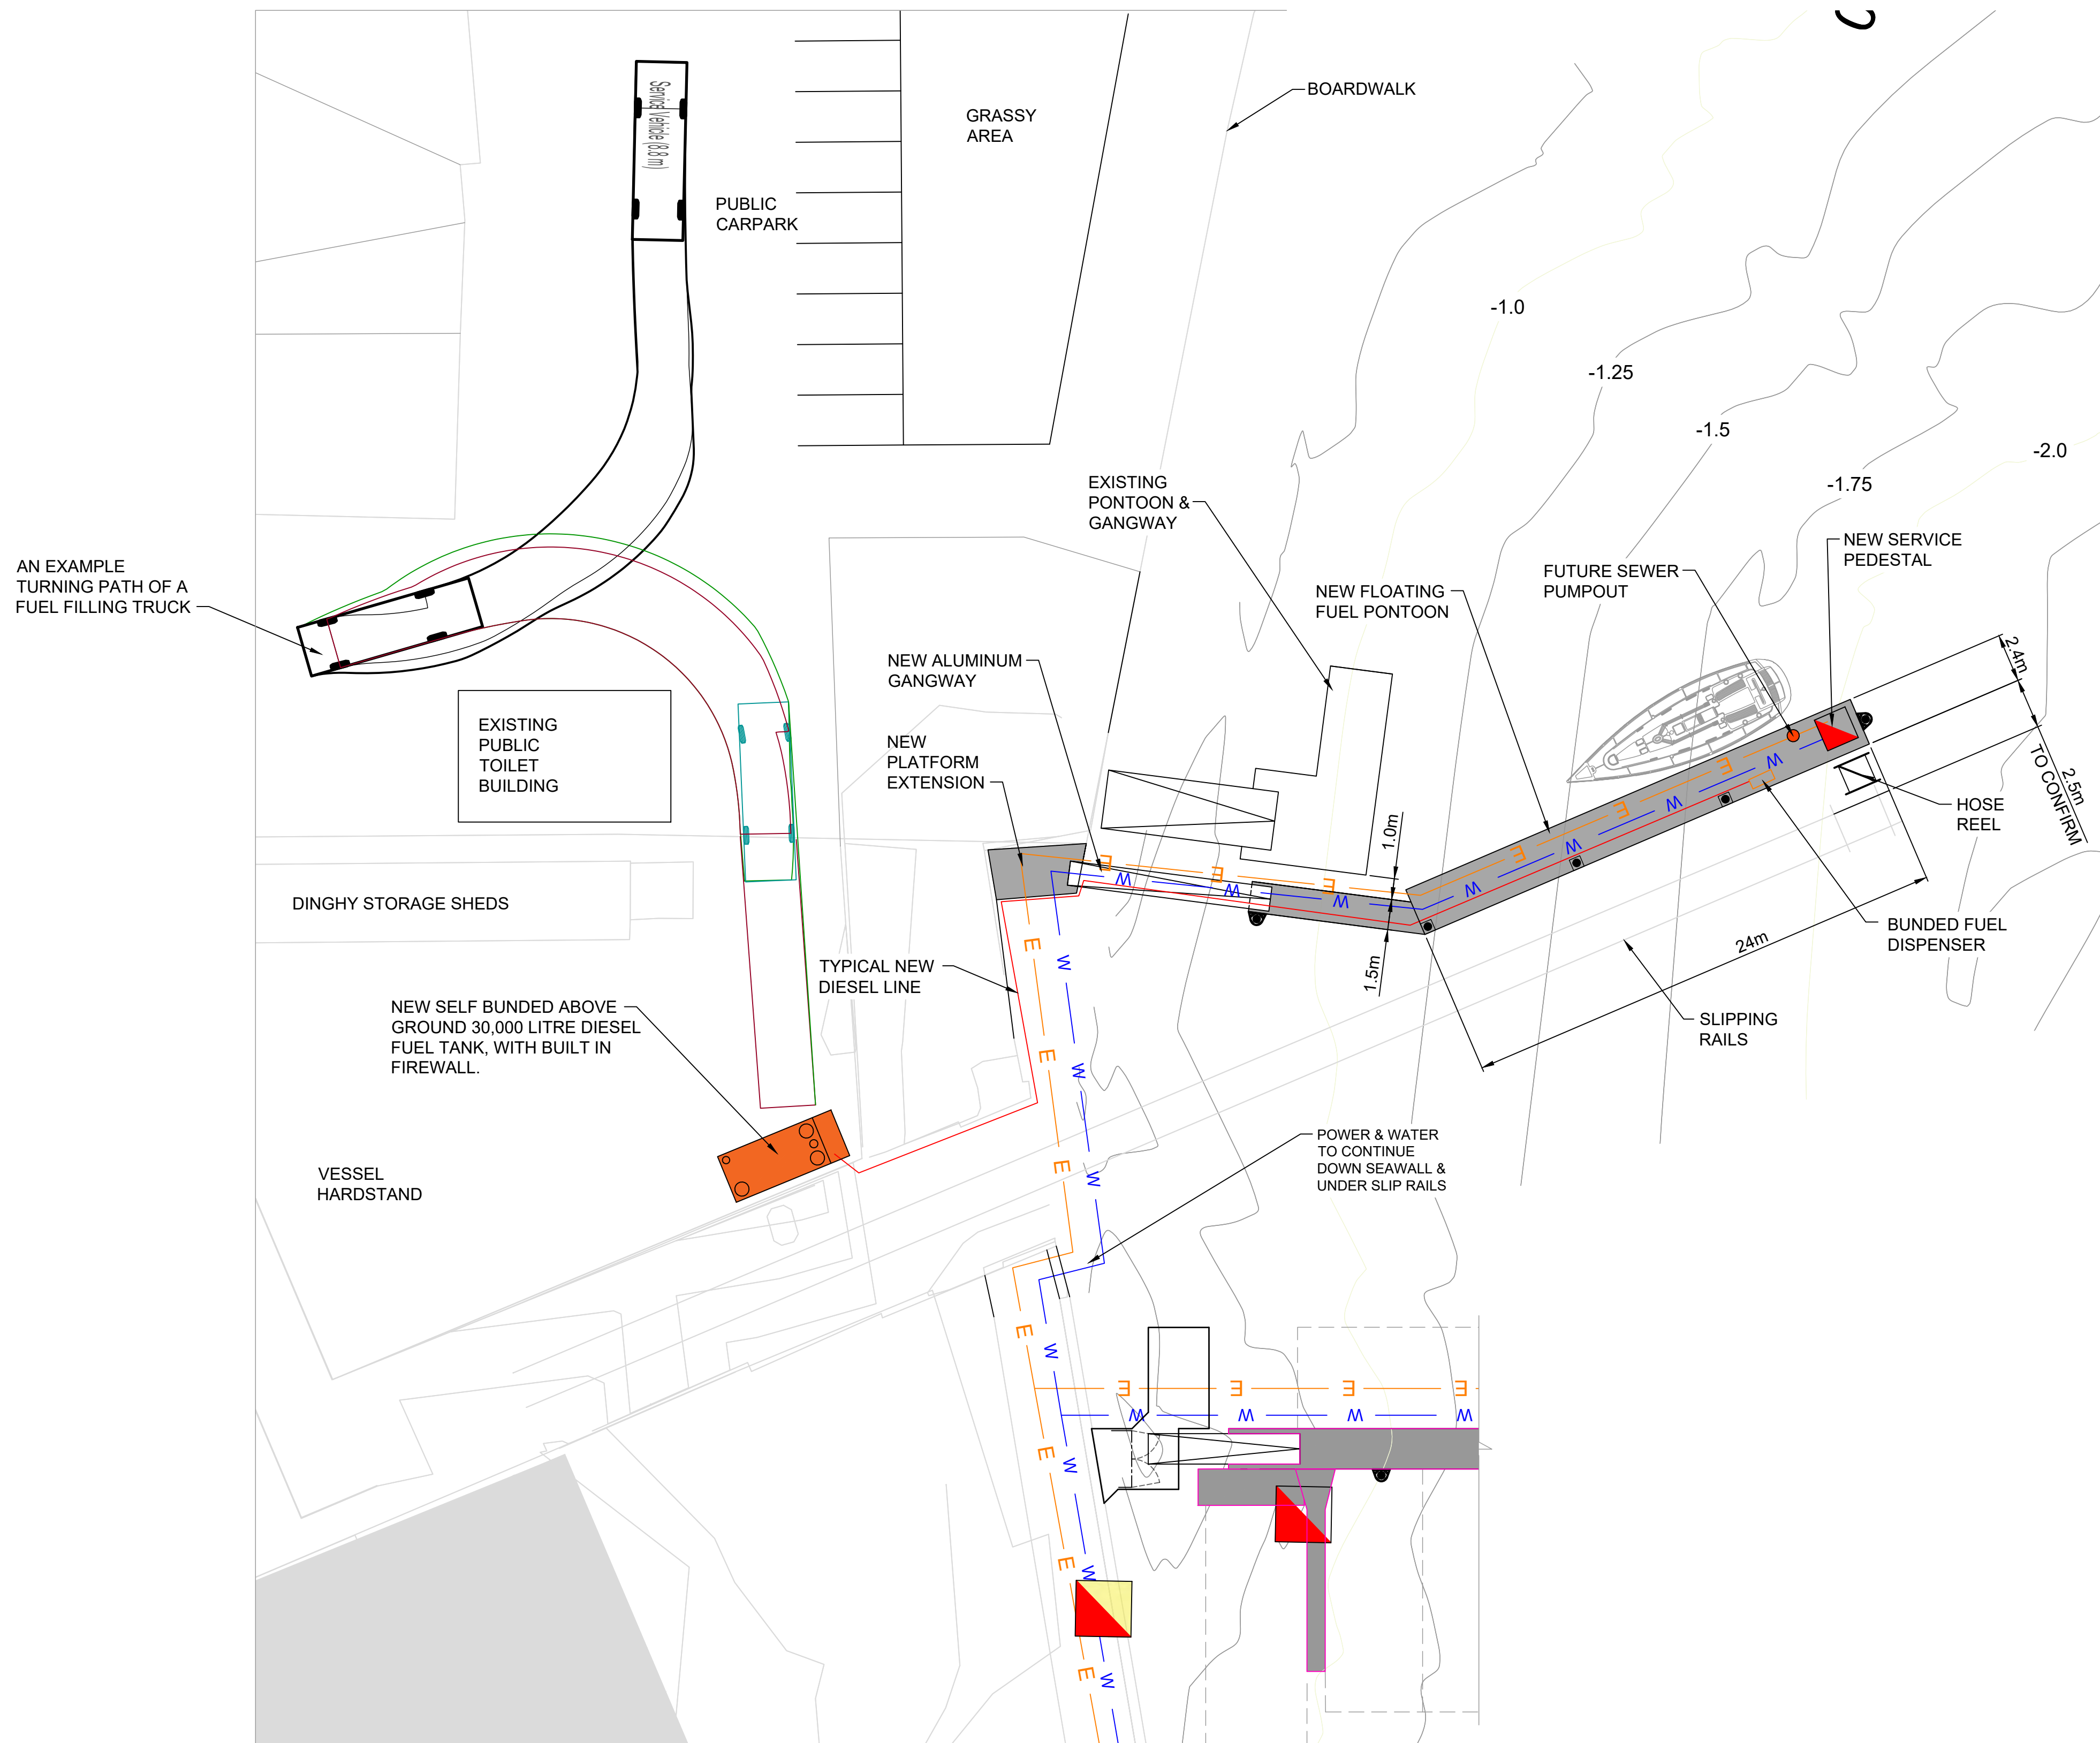 BOARDWALK
Service Vehicle (8.8 m)
GRASSY
AREA
PUBLIC
CARPARK
-1.0
-1.25
-1.5
-2.0
-1.75
EXISTING
PONTOON &
GANGWAY
NEW SERVICE
PEDESTAL
AN EXAMPLE
TURNING PATH OF A
FUEL FILLING TRUCK
FUTURE SEWER
PUMPOUT
NEW FLOATING
FUEL PONTOON
NEW ALUMINUM
GANGWAY
2.4m
EXISTING
PUBLIC
TOILET
BUILDING
NEW
PLATFORM
EXTENSION
2.5m
TO CONFIRM
HOSE
REEL
1.0m
DINGHY STORAGE SHEDS
BUNDED FUEL
DISPENSER
24m
1.5m
TYPICAL NEW
DIESEL LINE
NEW SELF BUNDED ABOVE
GROUND 30,000 LITRE DIESEL
FUEL TANK, WITH BUILT IN
FIREWALL.
SLIPPING
RAILS
POWER & WATER
TO CONTINUE
DOWN SEAWALL &
UNDER SLIP RAILS
VESSEL
HARDSTAND
E E E E E E
W W W W W W W
E E E
W W W
E E E E
W W W W
E E E E E
W W W W